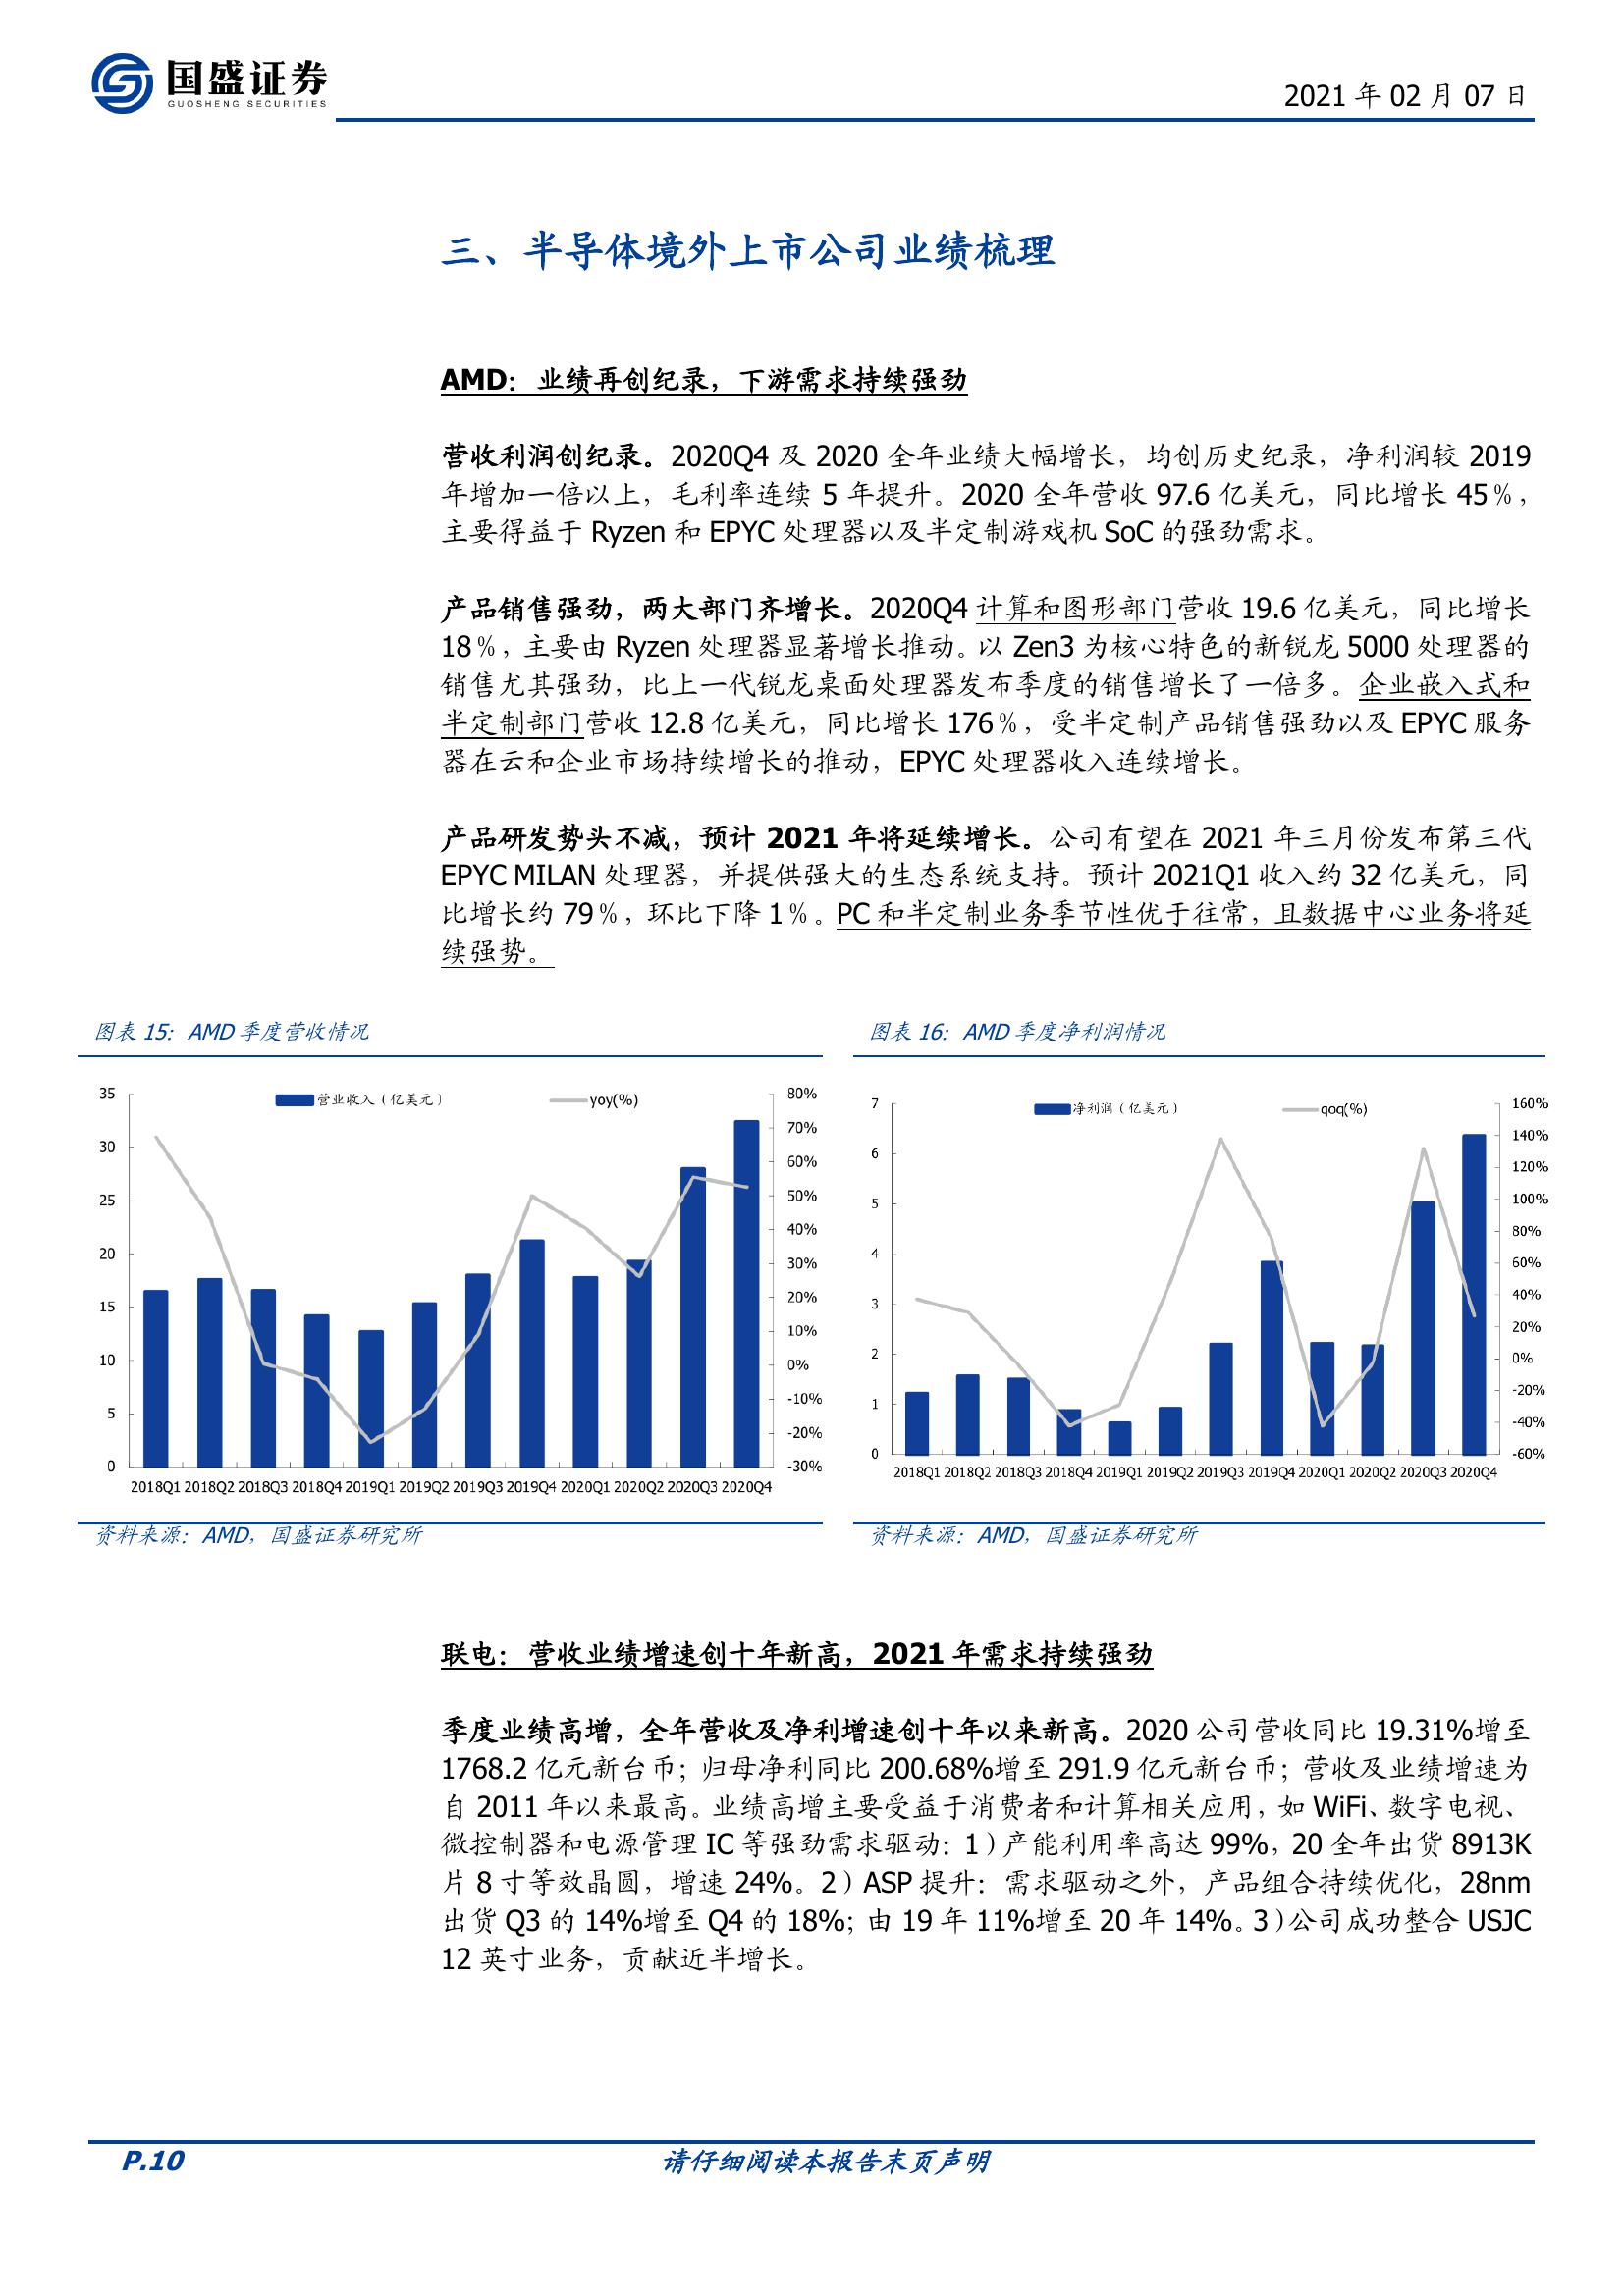 国盛证券
GUOSHENG SECURITIES
2021 年 02 月 07 日
三、半导体境外上市公司业绩梳理
AMD：业绩再创纪录，下游需求持续强劲
营收利润创纪录。2020Q4 及 2020 全年业绩大幅增长，均创历史纪录，净利润较 2019
年增加一倍以上，毛利率连续 5 年提升。2020 全年营收 97.6 亿美元，同比增长 45％，
主要得益于 Ryzen 和 EPYC 处理器以及半定制游戏机 SoC 的强劲需求。
产品销售强劲，两大部门齐增长。2020Q4 计算和图形部门营收 19.6 亿美元，同比增长
18％，主要由 Ryzen 处理器显著增长推动。以 Zen3 为核心特色的新锐龙 5000 处理器的
销售尤其强劲，比上一代锐龙桌面处理器发布季度的销售增长了一倍多。企业嵌入式和
半定制部门营收 12.8 亿美元，同比增长 176％，受半定制产品销售强劲以及 EPYC 服务
器在云和企业市场持续增长的推动，EPYC 处理器收入连续增长。
产品研发势头不减，预计 2021 年将延续增长。公司有望在 2021 年三月份发布第三代
EPYC MILAN 处理器，并提供强大的生态系统支持。预计 2021Q1 收入约 32 亿美元，同
比增长约 79％，环比下降 1％。PC 和半定制业务季节性优于往常，且数据中心业务将延
续强势。
图表 15：AMD 季度营收情况
营业收入（亿美元）
yoy(%)
35
30
25
20
15
10
5
0
80%
70%
60%
50%
40%
30%
20%
10%
0%
-10%
-20%
-30%
2018Q1 2018Q2 2018Q3 2018Q4 2019Q1 2019Q2 2019Q3 2019Q4 2020Q1 2020Q2 2020Q3 2020Q4
资料来源：AMD，国盛证券研究所
图表 16：AMD 季度净利润情况
净利润（亿美元）
qoq(%)
7
6
5
4
3
2
1
0
160%
140%
120%
100%
80%
60%
40%
20%
0%
-20%
-40%
-60%
2018Q1 2018Q2 2018Q3 2018Q4 2019Q1 2019Q2 2019Q3 2019Q4 2020Q1 2020Q2 2020Q3 2020Q4
资料来源：AMD，国盛证券研究所
联电：营收业绩增速创十年新高，2021 年需求持续强劲
季度业绩高增，全年营收及净利增速创十年以来新高。2020 公司营收同比 19.31%增至
1768.2 亿元新台币；归母净利同比 200.68%增至 291.9 亿元新台币；营收及业绩增速为
自 2011 年以来最高。业绩高增主要受益于消费者和计算相关应用，如 WiFi、数字电视、
微控制器和电源管理 IC 等强劲需求驱动：1）产能利用率高达 99%，20 全年出货 8913K
片 8 寸等效晶圆，增速 24%。2）ASP 提升：需求驱动之外，产品组合持续优化，28nm
出货 Q3 的 14%增至 Q4 的 18%；由 19 年 11%增至 20 年 14%。3）公司成功整合 USJC
12 英寸业务，贡献近半增长。
P.10
请仔细阅读本报告末页声明